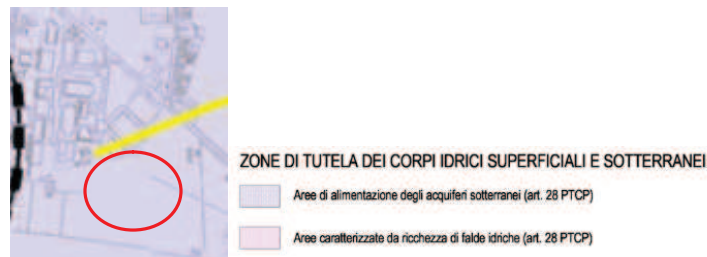 ZONE DI TUTELA DEI CORPI IDRICI SUPERFICIALI E SOTTERRANEI
Aree di alimentazione degli acquiferi sotterranei (art. 28 PTCP)
Aree caratterizzate da ricchezza di falde idriche (art. 28 PTCP)